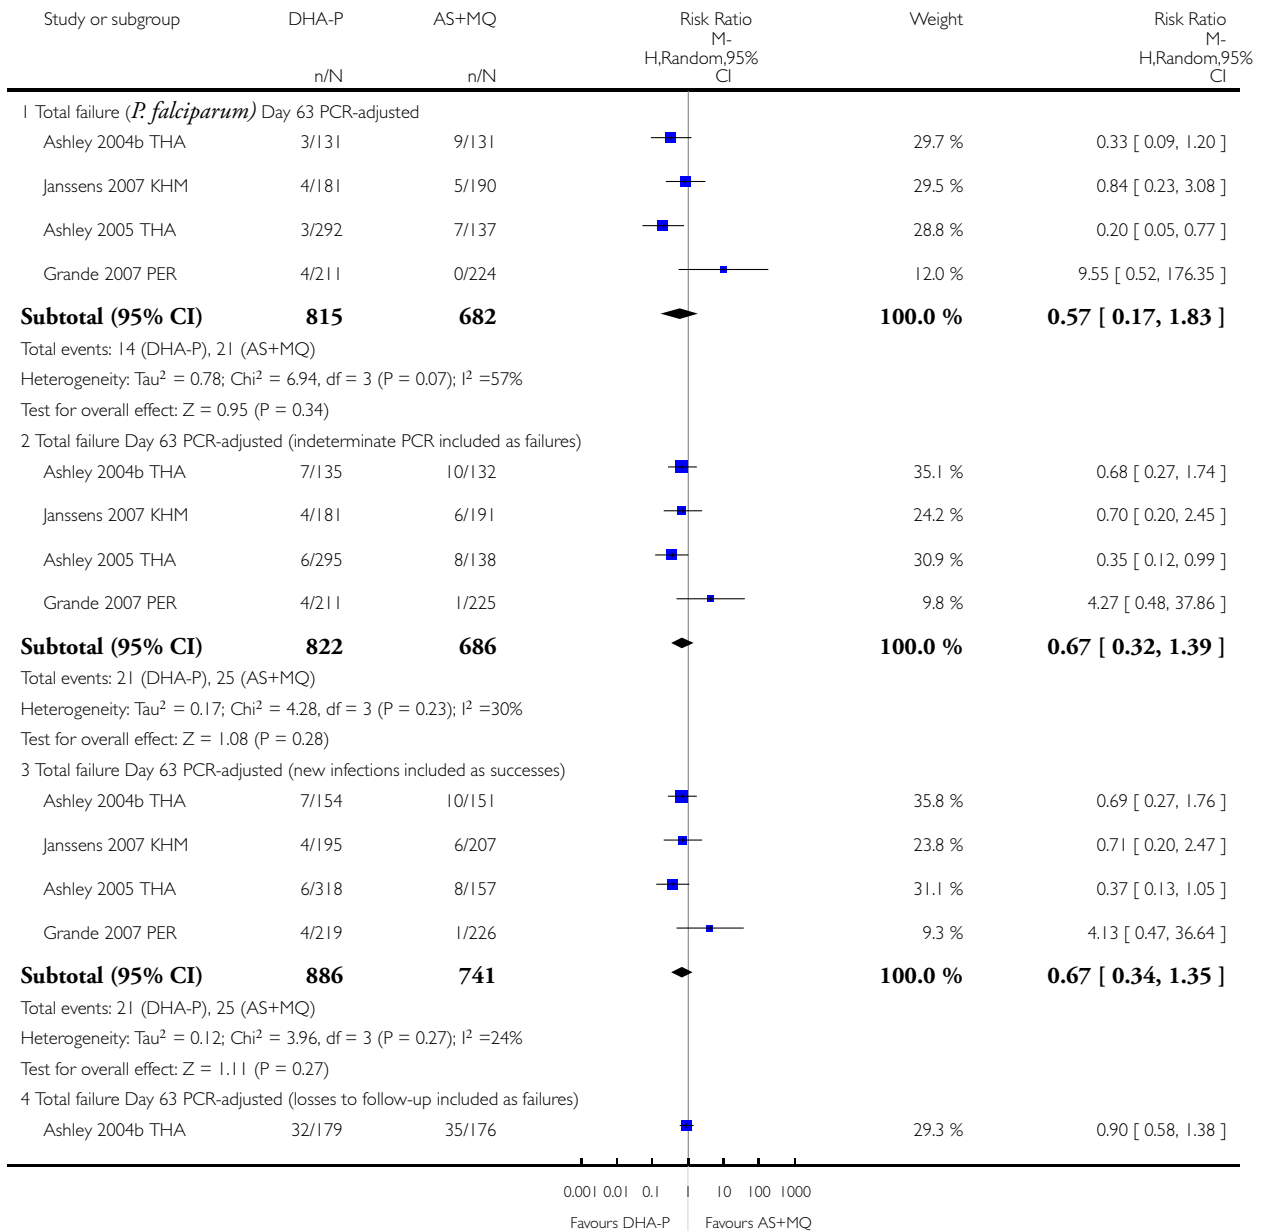 Study or subgroup DHA-P AS+MQ Risk Ratio Weight Risk Ratio
M- M-
H,Random,95% H,Random,95%
n/N n/N CI CI
1 Total failure (P. falciparum) Day 63 PCR-adjusted
Ashley 2004b THA 3/131 9/131 29.7 % 0.33 [ 0.09, 1.20 ]
Janssens 2007 KHM 4/181 5/190 29.5 % 0.84 [ 0.23, 3.08 ]
Ashley 2005 THA 3/292 7/137 28.8 % 0.20 [ 0.05, 0.77 ]
Grande 2007 PER 4/211 0/224 12.0 % 9.55 [ 0.52, 176.35 ]
Subtotal (95% CI) 815 682 100.0 % 0.57 [ 0.17, 1.83 ]
Total events: 14 (DHA-P), 21 (AS+MQ)
Heterogeneity: Tau² = 0.78; Chi² = 6.94, df = 3 (P = 0.07); I² =57%
Test for overall effect: Z = 0.95 (P = 0.34)
2 Total failure Day 63 PCR-adjusted (indeterminate PCR included as failures)
Ashley 2004b THA 7/135 10/132 35.1 % 0.68 [ 0.27, 1.74 ]
Janssens 2007 KHM 4/181 6/191 24.2 % 0.70 [ 0.20, 2.45 ]
Ashley 2005 THA 6/295 8/138 30.9 % 0.35 [ 0.12, 0.99 ]
Grande 2007 PER 4/211 1/225 9.8 % 4.27 [ 0.48, 37.86 ]
Subtotal (95% CI) 822 686 100.0 % 0.67 [ 0.32, 1.39 ]
Total events: 21 (DHA-P), 25 (AS+MQ)
Heterogeneity: Tau² = 0.17; Chi² = 4.28, df = 3 (P = 0.23); I² =30%
Test for overall effect: Z = 1.08 (P = 0.28)
3 Total failure Day 63 PCR-adjusted (new infections included as successes)
Ashley 2004b THA 7/154 10/151 35.8 % 0.69 [ 0.27, 1.76 ]
Janssens 2007 KHM 4/195 6/207 23.8 % 0.71 [ 0.20, 2.47 ]
Ashley 2005 THA 6/318 8/157 31.1 % 0.37 [ 0.13, 1.05 ]
Grande 2007 PER 4/219 1/226 9.3 % 4.13 [ 0.47, 36.64 ]
Subtotal (95% CI) 886 741 100.0 % 0.67 [ 0.34, 1.35 ]
Total events: 21 (DHA-P), 25 (AS+MQ)
Heterogeneity: Tau² = 0.12; Chi² = 3.96, df = 3 (P = 0.27); I² =24%
Test for overall effect: Z = 1.11 (P = 0.27)
4 Total failure Day 63 PCR-adjusted (losses to follow-up included as failures)
Ashley 2004b THA 32/179 35/176 29.3 % 0.90 [ 0.58, 1.38 ]
0.001 0.01 0.1 1 10 100 1000
Favours DHA-P Favours AS+MQ